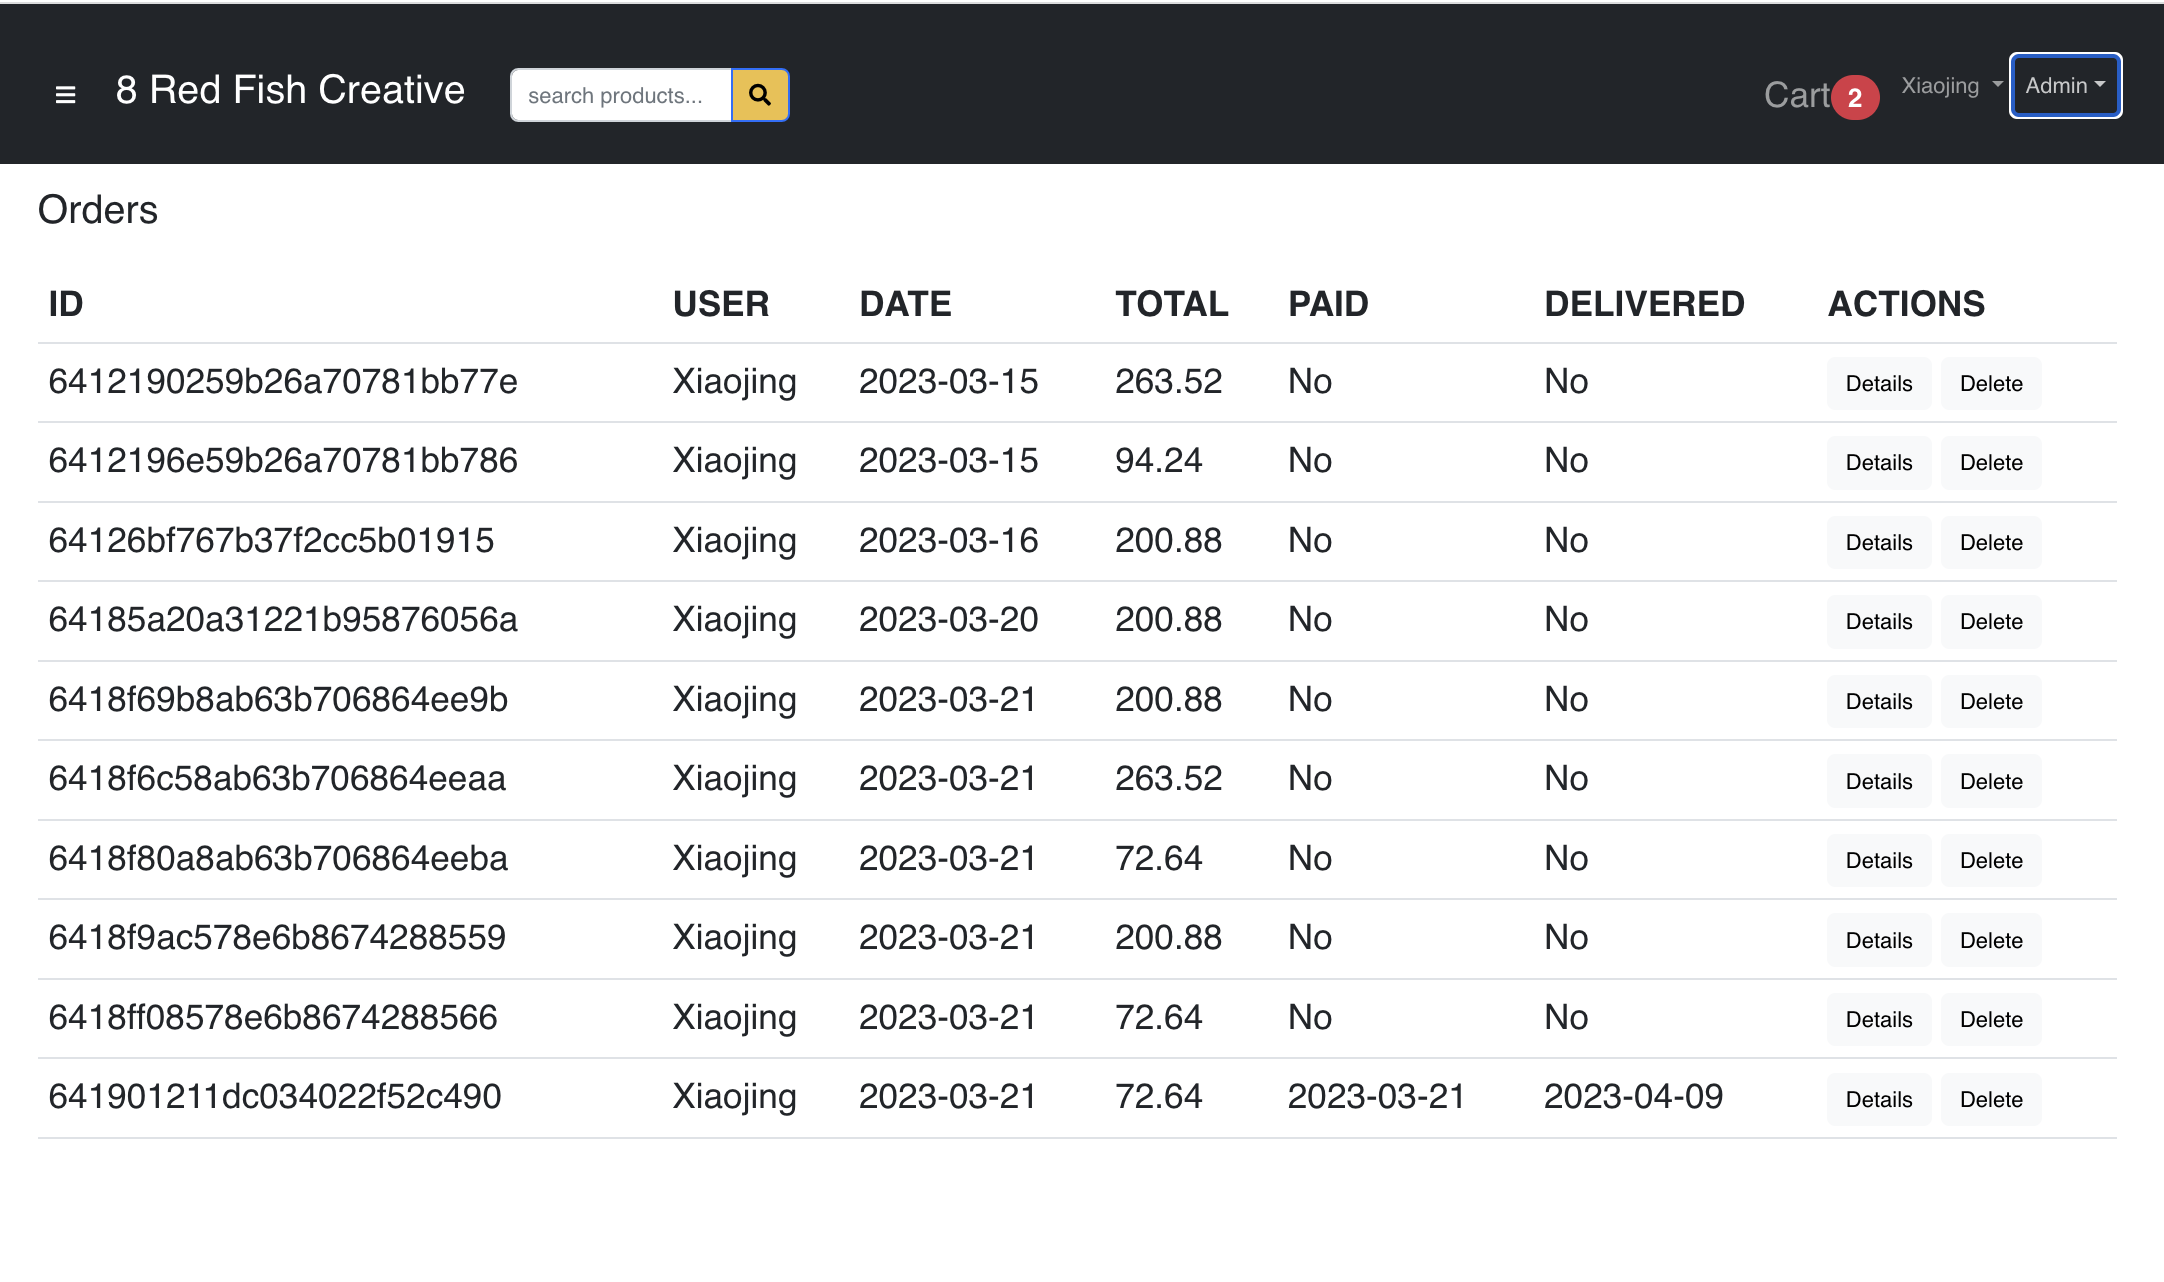 8 Red Fish Creative search products... Cart 2 Xiaojing Admin
Orders
ID USER DATE TOTAL PAID DELIVERED ACTIONS
6412190259b26a70781bb77e Xiaojing 2023-03-15 263.52 No No Details Delete
6412196e59b26a70781bb786 Xiaojing 2023-03-15 94.24 No No Details Delete
64126bf767b37f2cc5b01915 Xiaojing 2023-03-16 200.88 No No Details Delete
64185a20a31221b95876056a Xiaojing 2023-03-20 200.88 No No Details Delete
6418f69b8ab63b706864ee9b Xiaojing 2023-03-21 200.88 No No Details Delete
6418f6c58ab63b706864eeaa Xiaojing 2023-03-21 263.52 No No Details Delete
6418f80a8ab63b706864eeba Xiaojing 2023-03-21 72.64 No No Details Delete
6418f9ac578e6b8674288559 Xiaojing 2023-03-21 200.88 No No Details Delete
6418ff08578e6b8674288566 Xiaojing 2023-03-21 72.64 No No Details Delete
641901211dc034022f52c490 Xiaojing 2023-03-21 72.64 2023-03-21 2023-04-09 Details Delete